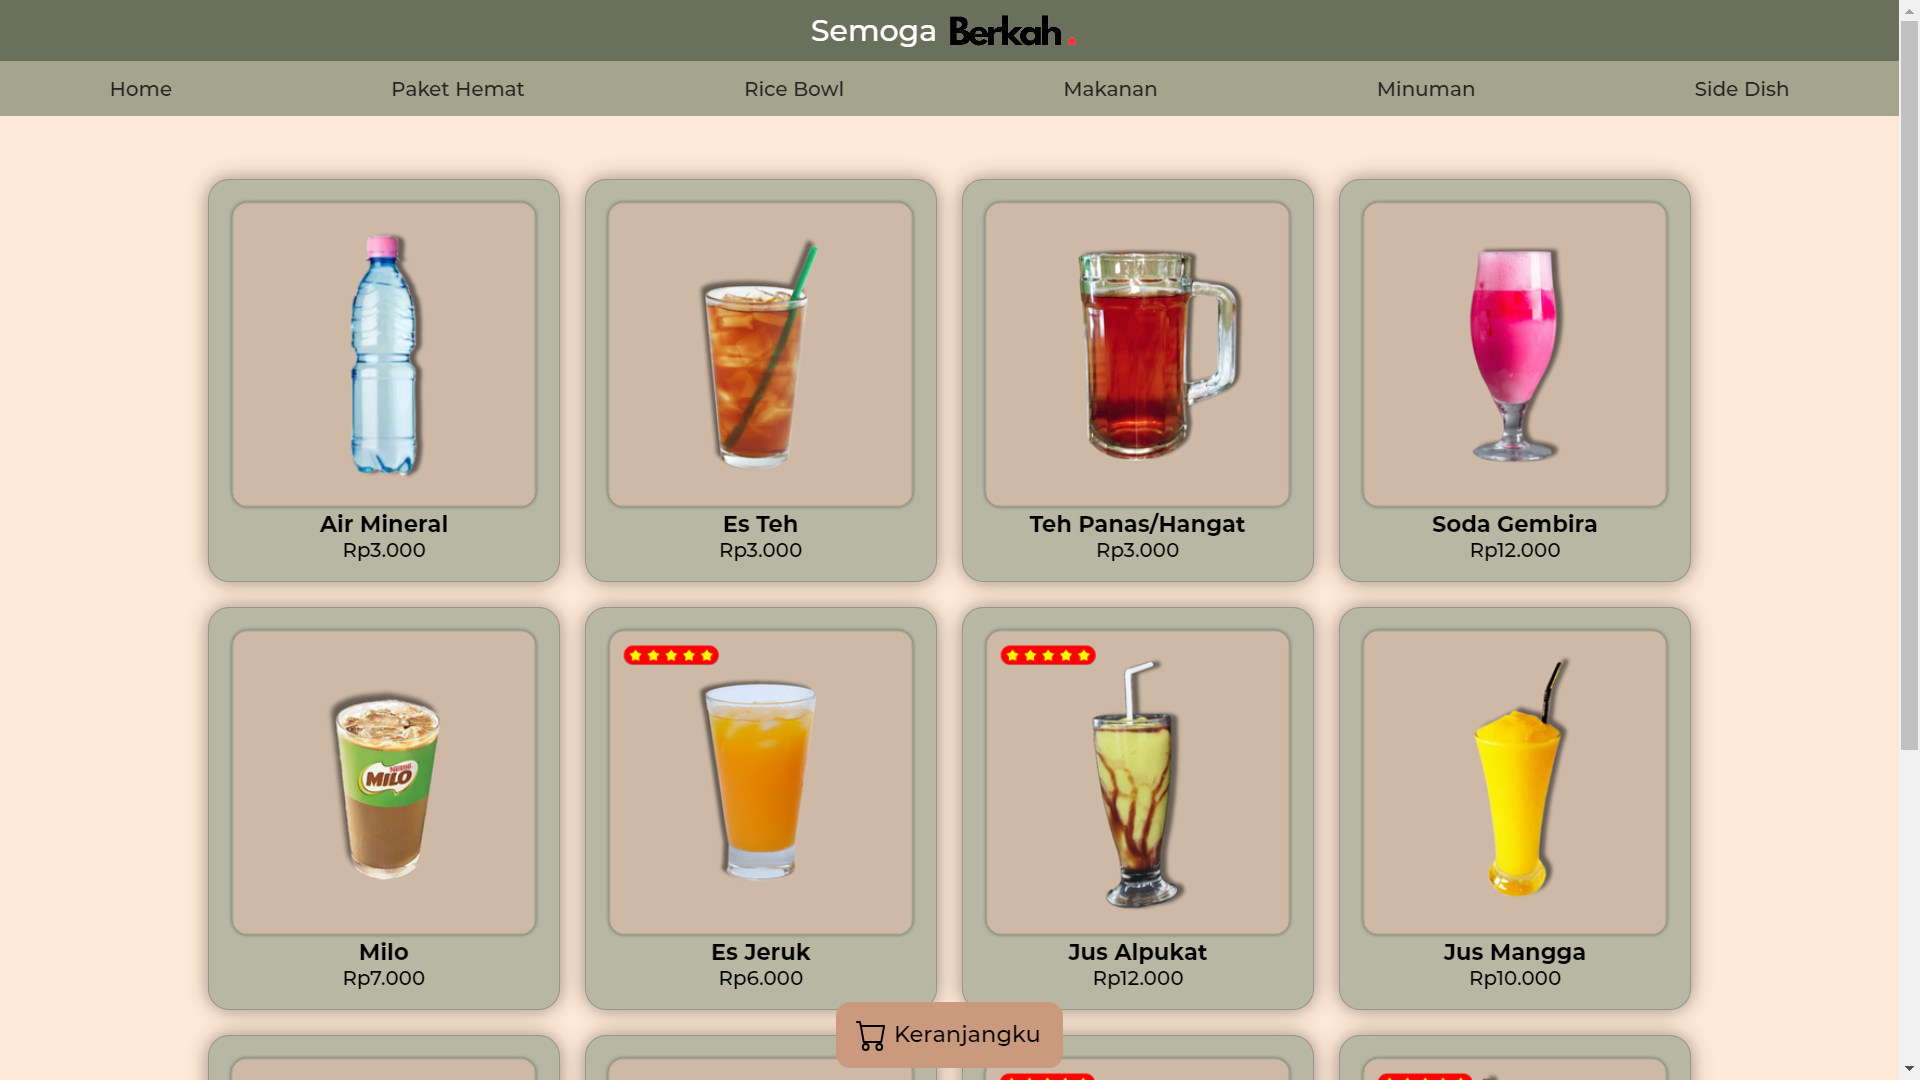 Semoga Berkah.
Home Paket Hemat Rice Bowl Makanan Minuman Side Dish
Air Mineral
Rp3.000
Es Teh
Rp3.000
Teh Panas/Hangat
Rp3.000
Soda Gembira
Rp12.000
Nestlé
MILO
Milo
Rp7.000
Es Jeruk
Rp6.000
Jus Alpukat
Rp12.000
Jus Mangga
Rp10.000
Keranjangku